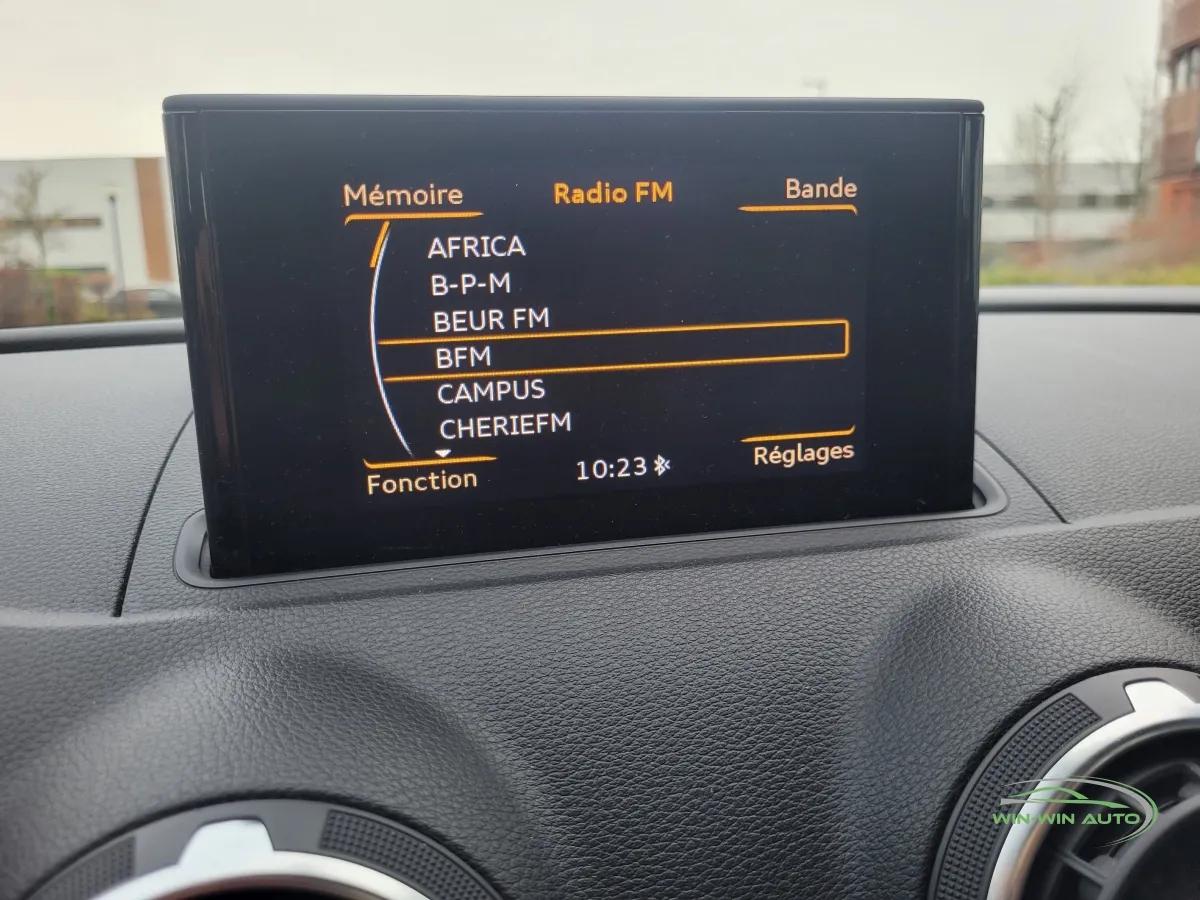 Mémoire Radio FM Bande
AFRICA
B-P-M
BEUR FM
BFM
CAMPUS
CHERIEFM
Fonction 10:23 Réglages
WIN-WIN AUTO